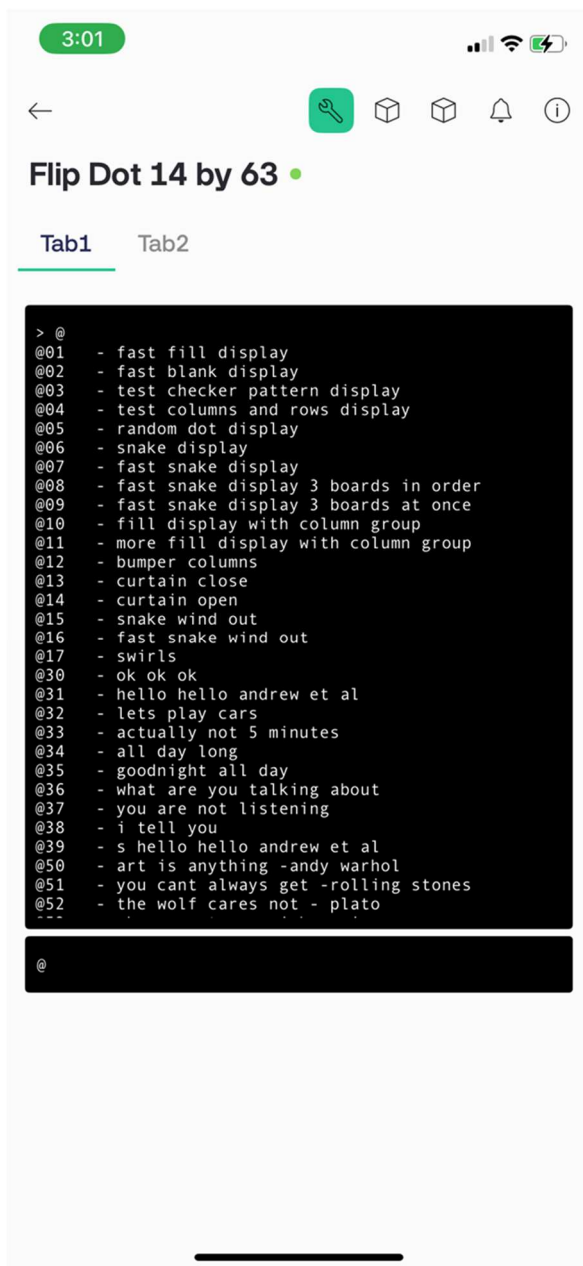 3:01
Flip Dot 14 by 63
Tab1 Tab2
> @
@01 - fast fill display
@02 - fast blank display
@03 - test checker pattern display
@04 - test columns and rows display
@05 - random dot display
@06 - snake display
@07 - fast snake display
@08 - fast snake display 3 boards in order
@09 - fast snake display 3 boards at once
@10 - fill display with column group
@11 - more fill display with column group
@12 - bumper columns
@13 - curtain close
@14 - curtain open
@15 - snake wind out
@16 - fast snake wind out
@17 - swirls
@30 - ok ok ok
@31 - hello hello andrew et al
@32 - lets play cars
@33 - actually not 5 minutes
@34 - all day long
@35 - goodnight all day
@36 - what are you talking about
@37 - you are not listening
@38 - i tell you
@39 - s hello hello andrew et al
@50 - art is anything -andy warhol
@51 - you cant always get -rolling stones
@52 - the wolf cares not - plato
@